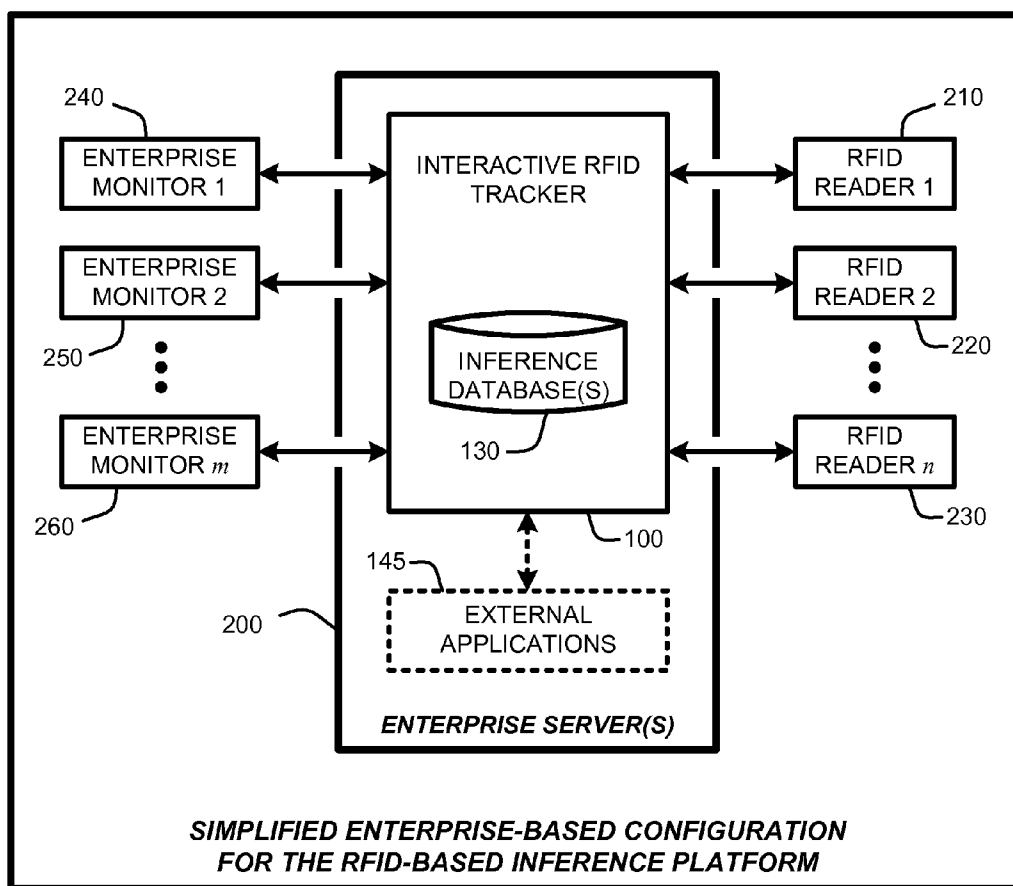 240
ENTERPRISE
MONITOR 1
ENTERPRISE
MONITOR 2
250
ENTERPRISE
MONITOR m
260
INTERACTIVE RFID
TRACKER
INFERENCE
DATABASE(S)
130
100
145
EXTERNAL
APPLICATIONS
200
ENTERPRISE SERVER(S)
210
RFID
READER 1
RFID
READER 2
220
RFID
READER n
230
SIMPLIFIED ENTERPRISE-BASED CONFIGURATION
FOR THE RFID-BASED INFERENCE PLATFORM